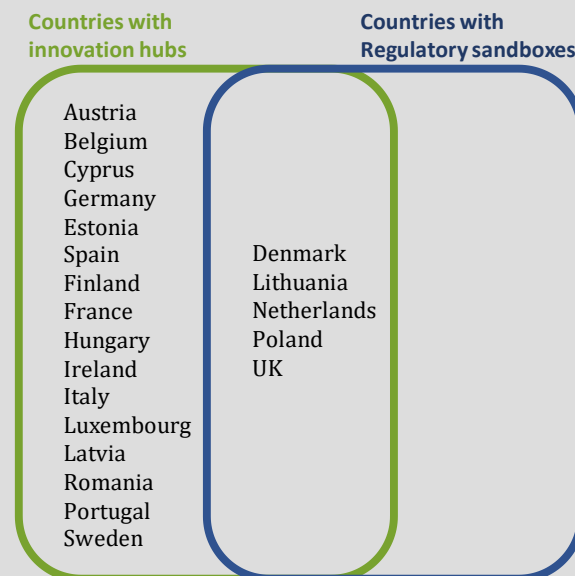 Countries with
innovation hubs
Countries with
Regulatory sandboxes
Austria
Belgium
Cyprus
Germany
Estonia
Spain
Finland
France
Hungary
Ireland
Italy
Luxembourg
Latvia
Romania
Portugal
Sweden
Denmark
Lithuania
Netherlands
Poland
UK